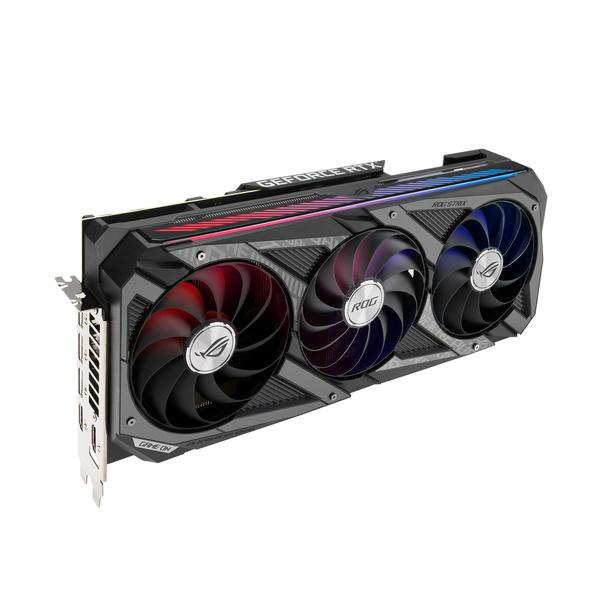 GEFORCE RTX
ROG STRIX
ROG
GAME ON